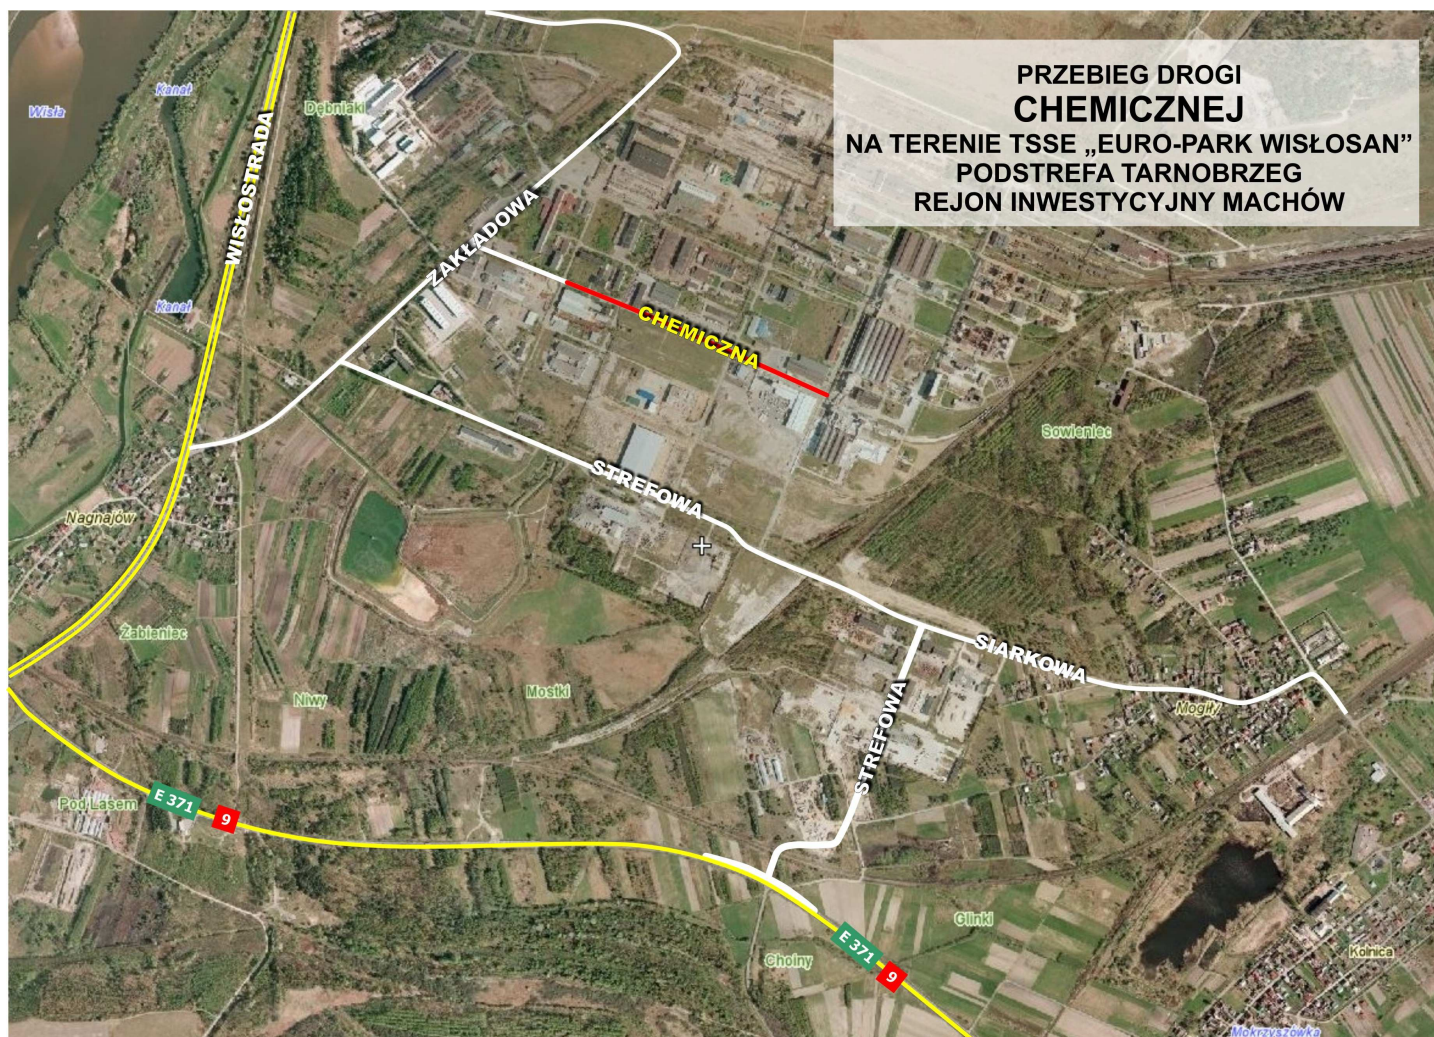 PRZEBIEG DROGI
CHEMICZNEJ
NA TERENIE TSSE „EURO-PARK WISŁOSAN”
PODSTREFA TARNOBRZEG
REJON INWESTYCYJNY MACHÓW
Wisła
Kanał
Dębniaki
WISŁOSTRADA
ZAKŁADOWA
Kanał
CHEMICZNA
Sowieniec
STREFOWA
Nagnajów
Żabieniec
SIARKOWA
Niwy
Mostki
STREFOWA
Mogiły
Pod Lasem
E 371
9
Glinki
E 371
9
Choiny
Kolnica
Mokrzyszówka